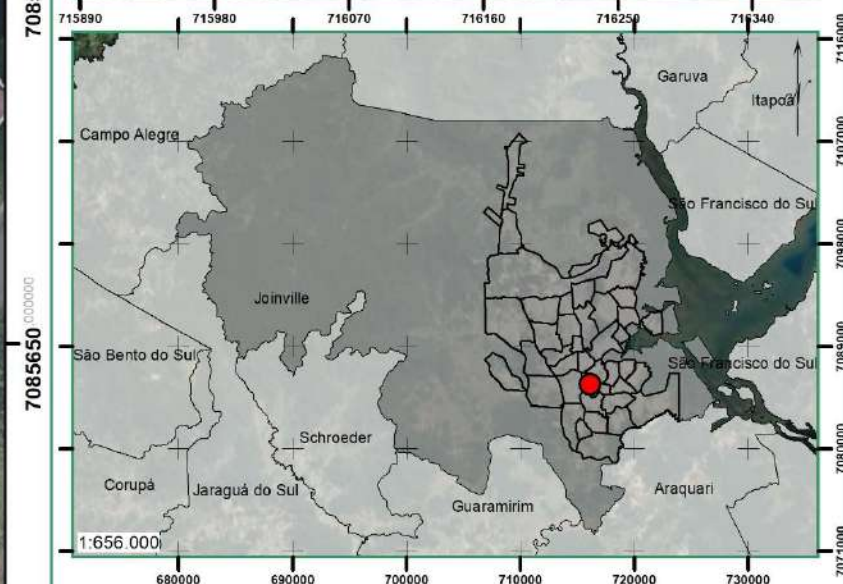 715890 715980 716070 716160 716250 716340
7116000
Garuva
Itapoá
Campo Alegre
7107000
São Francisco do Sul
7098000
Joinville
7085650
7089000
São Bento do Sul
São Francisco do Sul
Schroeder
7080000
Corupá
Jaraguá do Sul
Araquari
Guaramirim
1:656.000
7071000
680000 690000 700000 710000 720000 730000